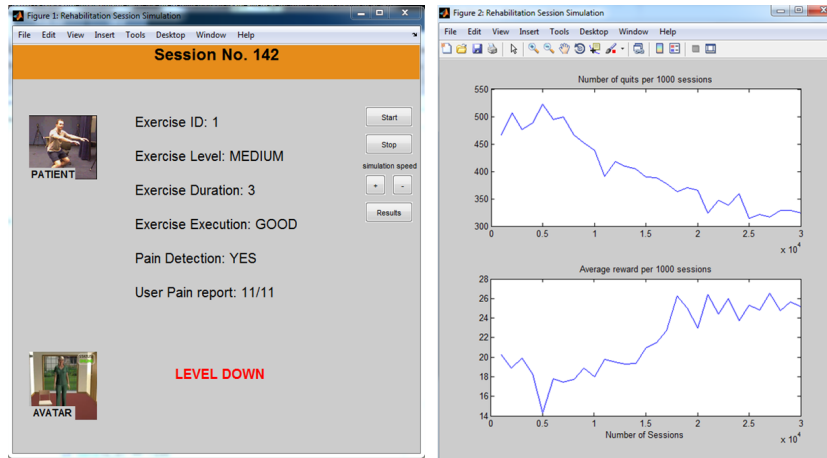 Figure 1: Rehabilitation Session Simulation
File Edit View Insert Tools Desktop Window Help
Session No. 142
PATIENT
Exercise ID: 1
Exercise Level: MEDIUM
Exercise Duration: 3
Exercise Execution: GOOD
Pain Detection: YES
User Pain report: 11/11
Start
Stop
simulation speed
+ -
Results
AVATAR
LEVEL DOWN
Figure 2: Rehabilitation Session Simulation
File Edit View Insert Tools Desktop Window Help
Number of quits per 1000 sessions
550
500
450
400
350
300
0 0.5 1 1.5 2 2.5 3
x 10^4
Average reward per 1000 sessions
28
26
24
22
20
18
16
14
0 0.5 1 1.5 2 2.5 3
Number of Sessions
x 10^4